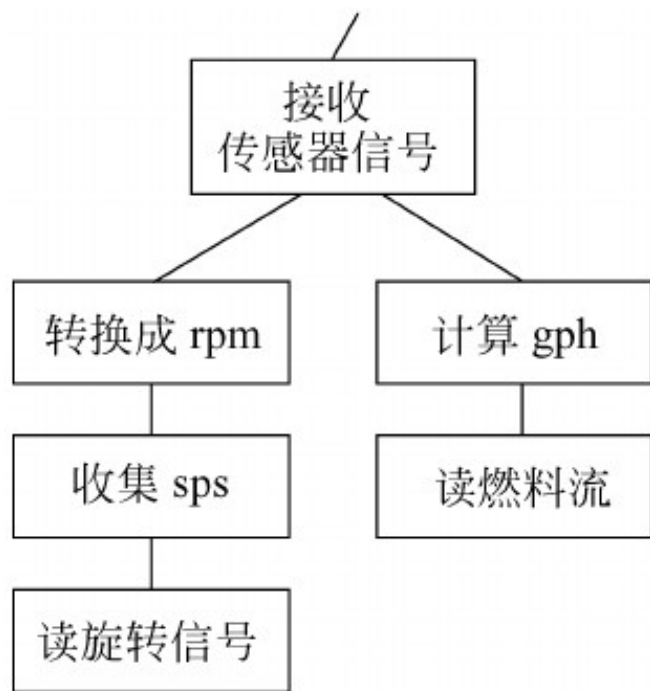 接收
传感器信号
转换成 rpm
计算 gph
收集 sps
读燃料流
读旋转信号